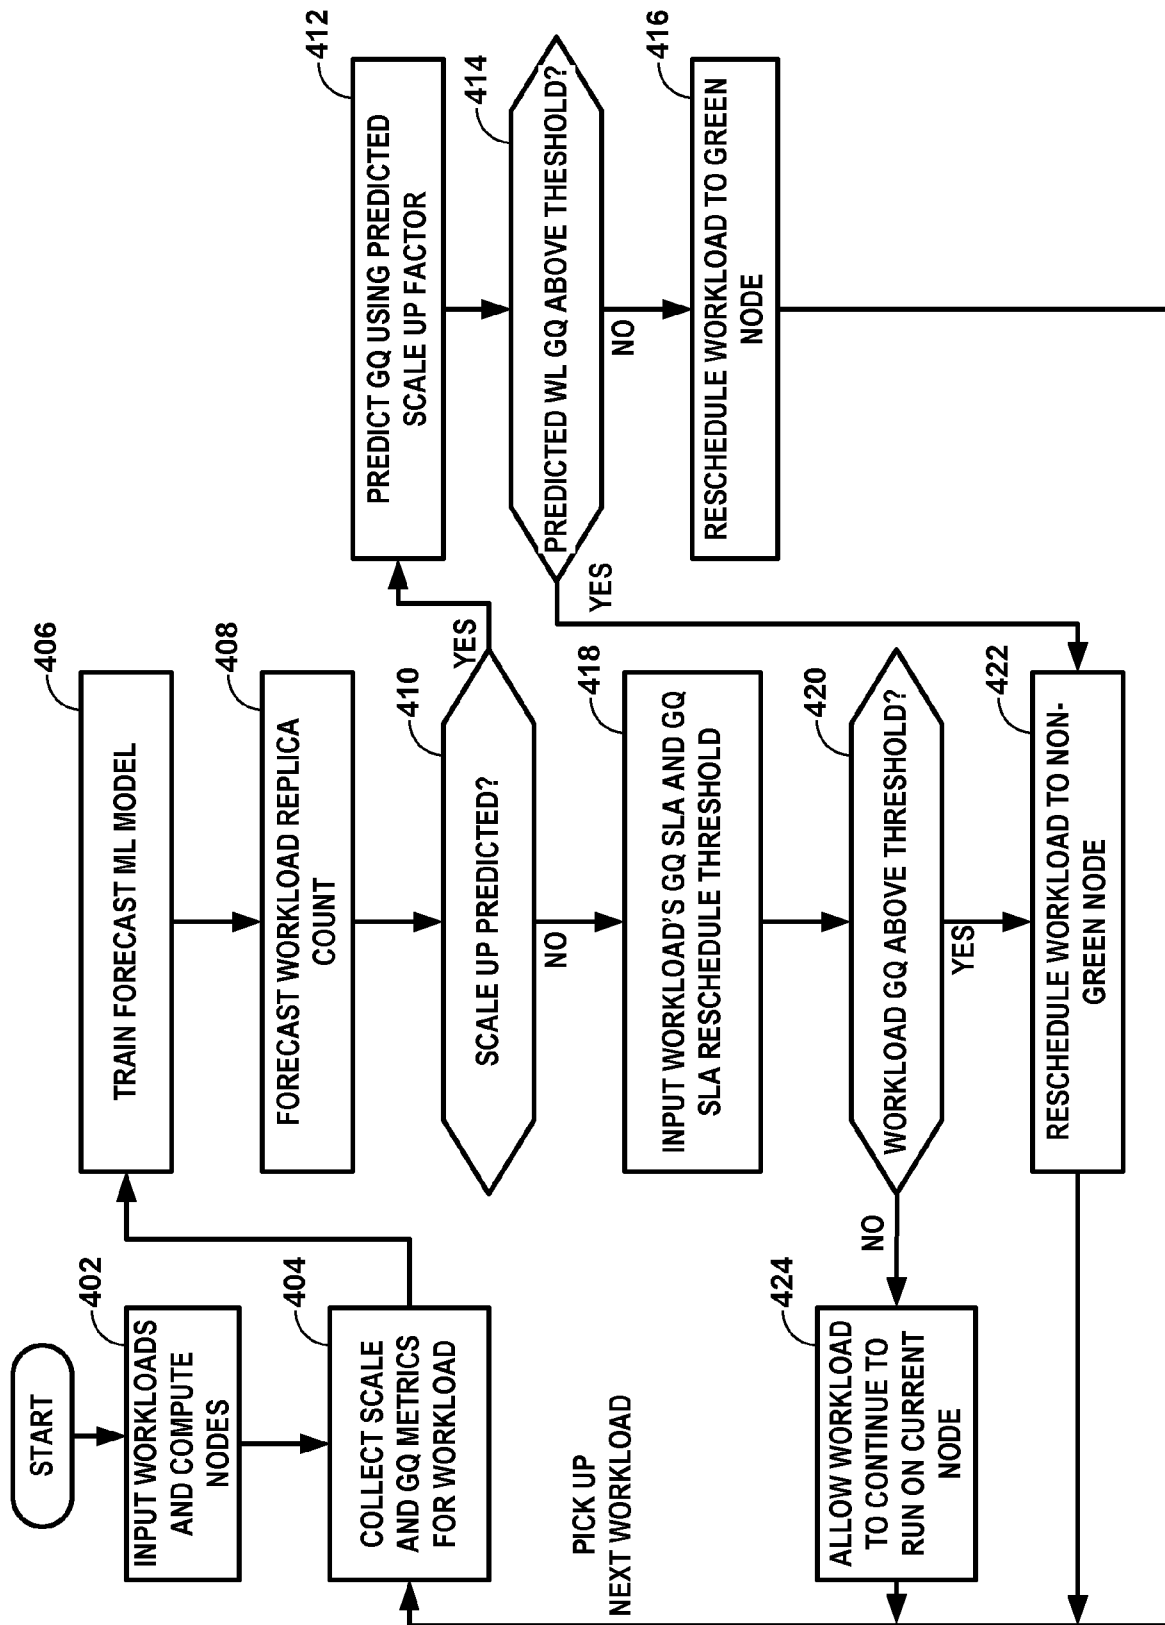 START
402
INPUT WORKLOADS
AND COMPUTE
NODES
404
COLLECT SCALE
AND GQ METRICS
FOR WORKLOAD
406
TRAIN FORECAST ML MODEL
408
FORECAST WORKLOAD REPLICA
COUNT
410
SCALE UP PREDICTED?
YES
NO
412
PREDICT GQ USING PREDICTED
SCALE UP FACTOR
414
PREDICTED WL GQ ABOVE THESHOLD?
YES
NO
416
RESCHEDULE WORKLOAD TO GREEN
NODE
418
INPUT WORKLOAD'S GQ SLA AND GQ
SLA RESCHEDULE THRESHOLD
420
WORKLOAD GQ ABOVE THRESHOLD?
NO
YES
422
RESCHEDULE WORKLOAD TO NON-
GREEN NODE
424
ALLOW WORKLOAD
TO CONTINUE TO
RUN ON CURRENT
NODE
PICK UP
NEXT WORKLOAD